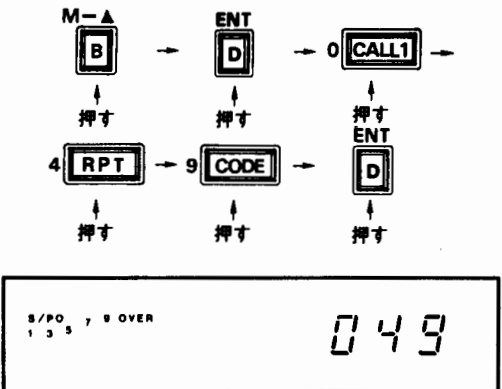 M-▲ ENT
B → D → 0 CALL1 →
押す 押す 押す
ENT
4 RPT → 9 CODE → D
押す 押す 押す
S/PO 7 9 OVER
1 3 5
049